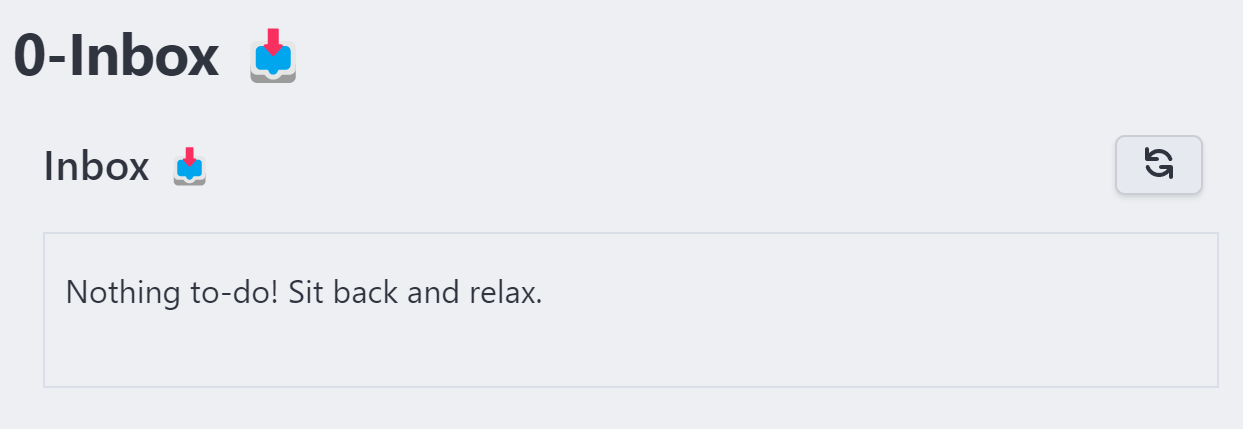 0-Inbox 📥
Inbox 📥
Nothing to-do! Sit back and relax.